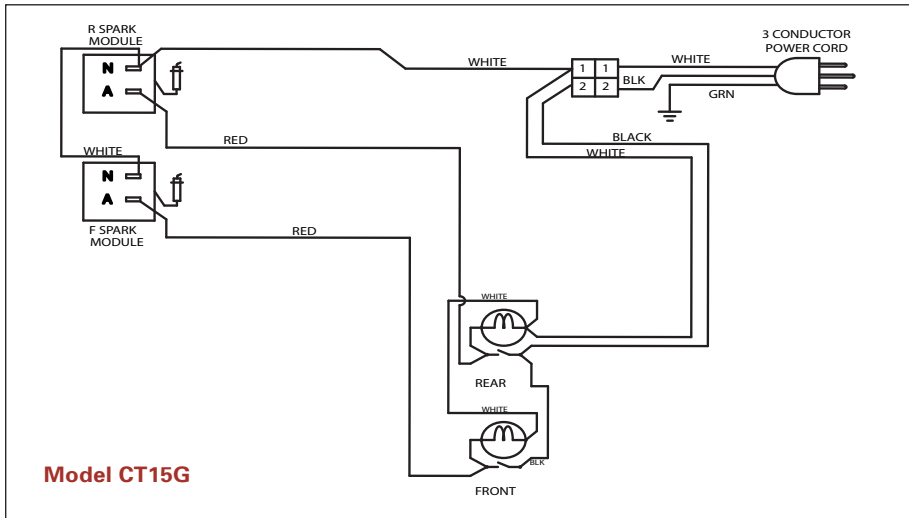 R SPARK
MODULE
N
A
WHITE
1 1
2 2
WHITE
BLK
GRN
3 CONDUCTOR
POWER CORD
RED
BLACK
WHITE
WHITE
N
A
F SPARK
MODULE
RED
WHITE
REAR
WHITE
BLK
FRONT
Model CT15G